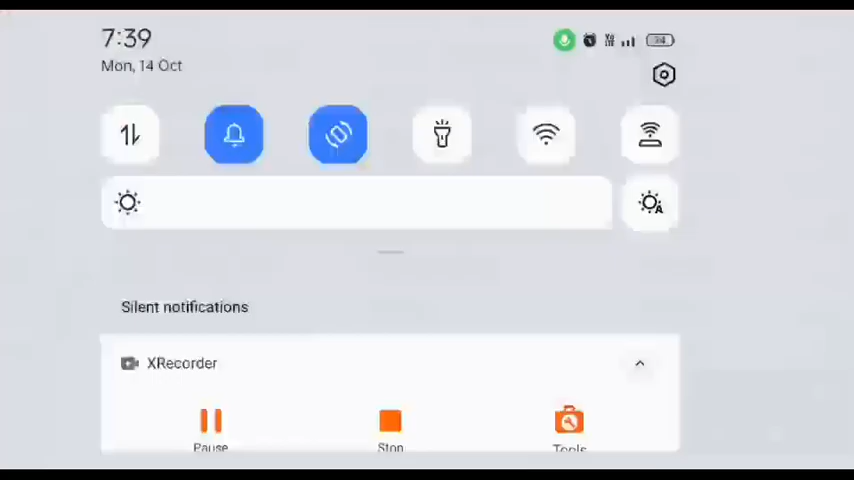 7:39
Mon, 14 Oct
Silent notifications
XRecorder
Pause
Stop
Tools